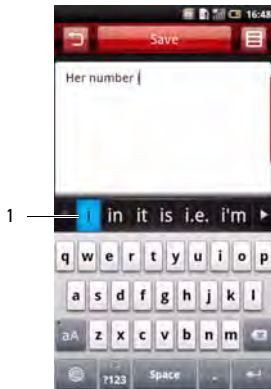 16:48
Save
Her number i
1
i in it is i.e. i'm
q w e r t y u i o p
a s d f g h j k l
aA z x c v b n m
?123 Space .